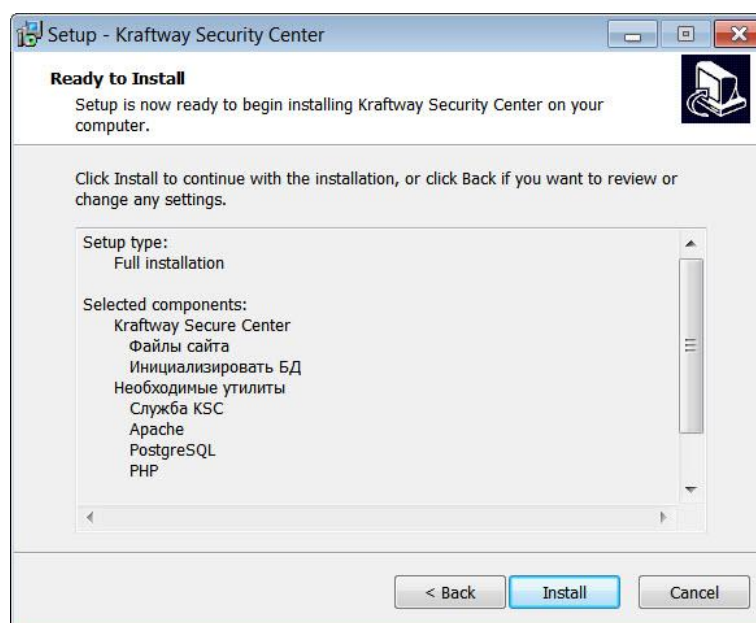 Setup - Kraftway Security Center
Ready to Install
Setup is now ready to begin installing Kraftway Security Center on your
computer.
Click Install to continue with the installation, or click Back if you want to review or
change any settings.
Setup type:
Full installation
Selected components:
Kraftway Secure Center
Файлы сайта
Инициализировать БД
Необходимые утилиты
Служба KSC
Apache
PostgreSQL
PHP
< Back
Install
Cancel